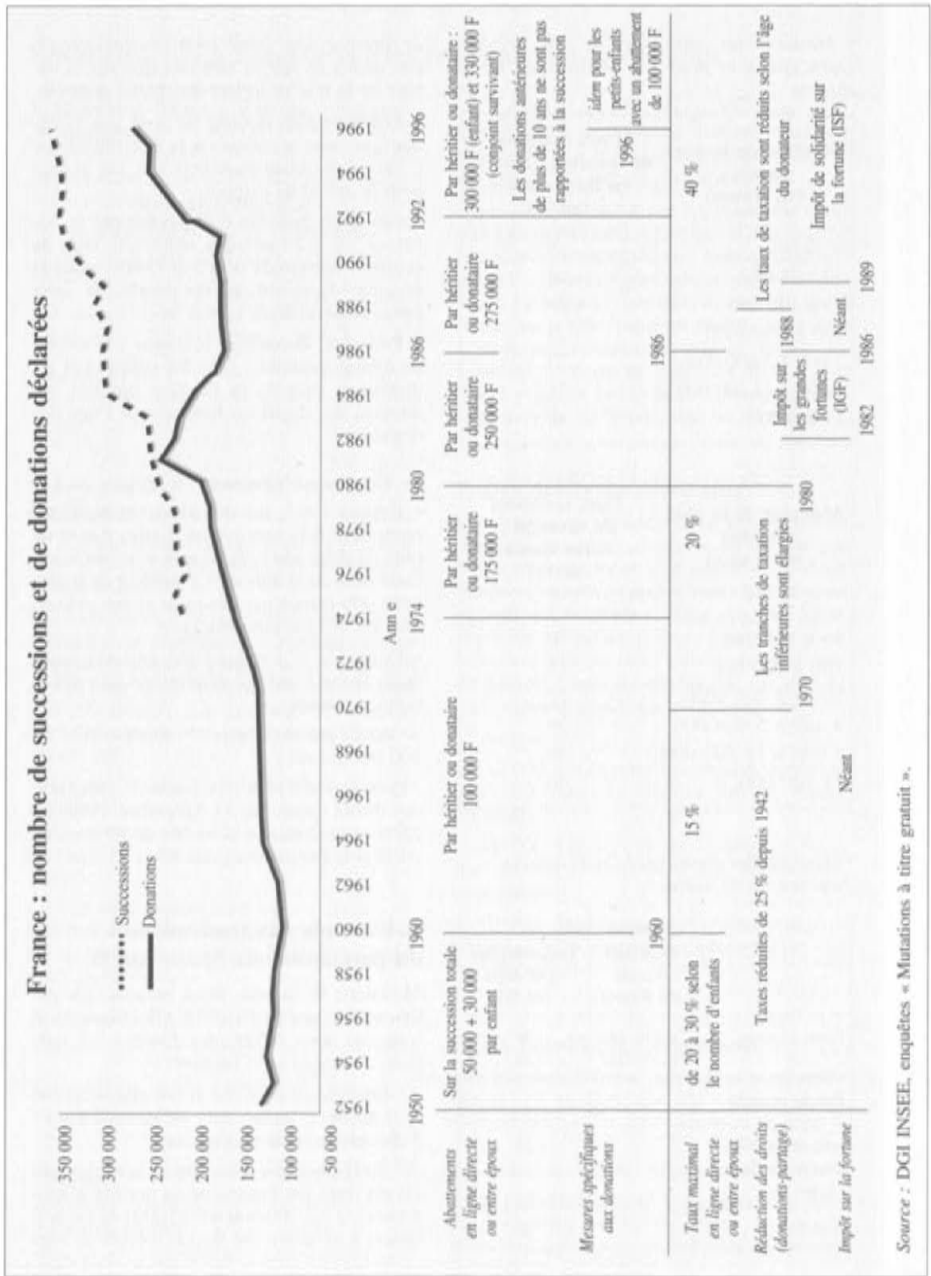 France : nombre de successions et de donations déclarées
Successions
Donations
350 000
300 000
250 000
200 000
150 000
100 000
50 000
1952 1954 1956 1958 1960 1962 1964 1966 1968 1970 1972 1974 1976 1978 1980 1982 1984 1986 1988 1990 1992 1994 1996
Ann e
1950 1960 1974 1980 1986 1992 1996
Abattements
en ligne directe
ou entre époux
Sur la succession totale
50 000 + 30 000
par enfant
Par héritier ou donataire
100 000 F
Par héritier
ou donataire
175 000 F
Par héritier
ou donataire
250 000 F
Par héritier
ou donataire
275 000 F
Par héritier ou donataire :
300 000 F (enfant) et 330 000 F
(conjoint survivant)
Mesures spécifiques
aux donations
Les donations antérieures
de plus de 10 ans ne sont pas
rapportées à la succession
idem pour les
petits-enfants
avec un abattement
de 100 000 F
1996
1960
1986
Taux maximal
en ligne directe
ou entre époux
de 20 à 30 % selon
le nombre d'enfants
15 %
20 %
40 %
Réduction des droits
(donations-partage)
Taxes réduites de 25 % depuis 1942
1970
Les tranches de taxation
inférieures sont élargies
1980
1988
Les taux de taxation sont réduits selon l'âge
du donateur
Impôt sur la fortune
Néant
Impôt sur
les grandes
fortunes
(IGF)
Néant
Impôt de solidarité sur
la fortune (ISF)
1982 1986 1989
Source : DGI INSEE, enquêtes « Mutations à titre gratuit ».